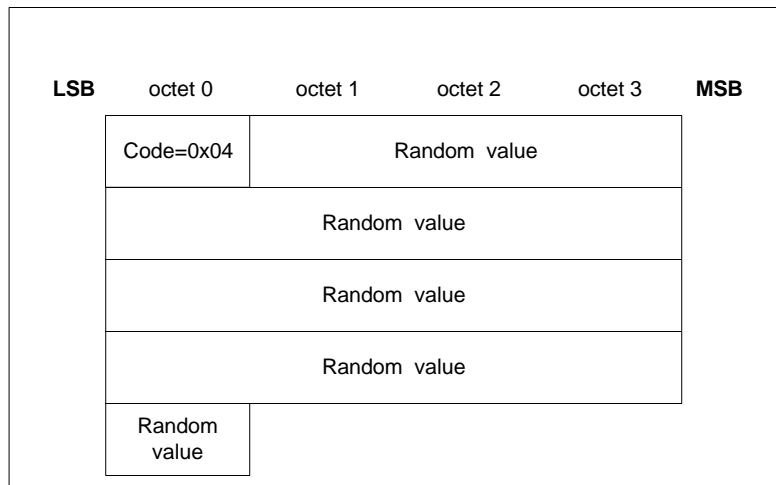 LSB octet 0 octet 1 octet 2 octet 3 MSB
Code=0x04 Random value
Random value
Random value
Random value
Random
value